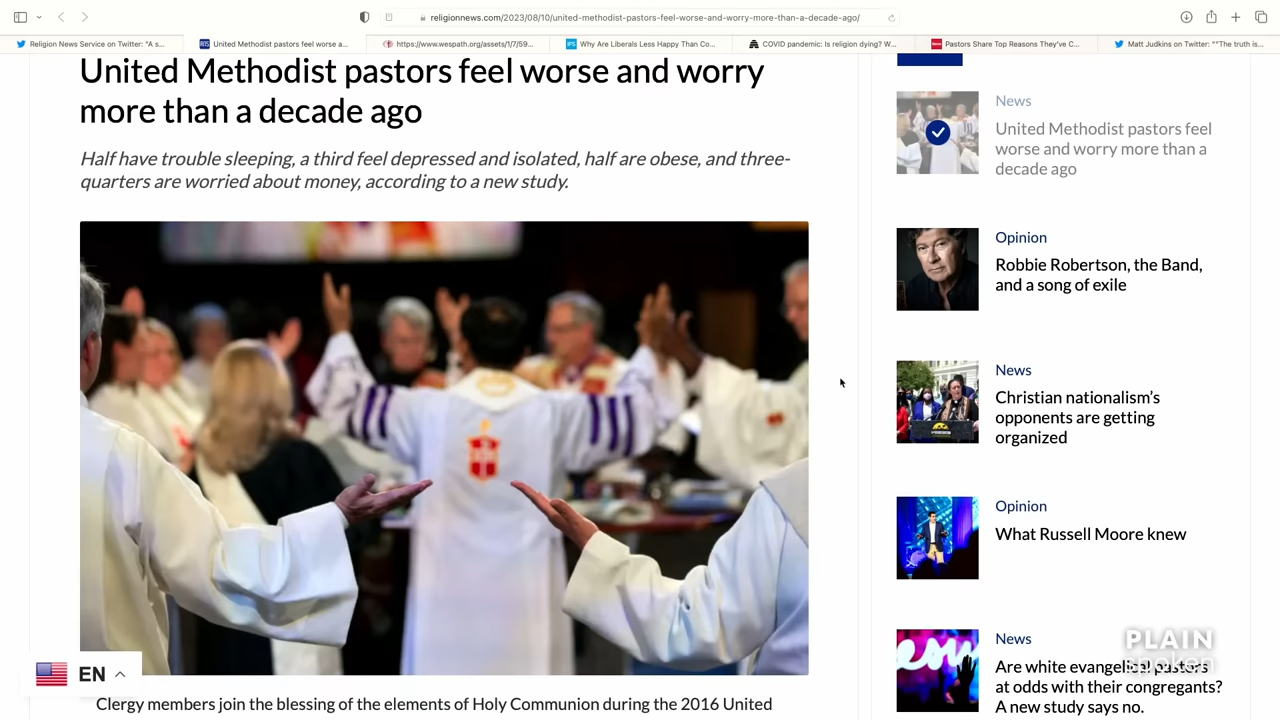 religionnews.com/2023/08/10/united-methodist-pastors-feel-worse-and-worry-more-than-a-decade-ago/
Religion News Service on Twitter: "A s...
United Methodist pastors feel worse a...
https://www.wespath.org/assets/1/7/59...
Why Are Liberals Less Happy Than Co...
COVID pandemic: Is religion dying? W...
Pastors Share Top Reasons They've C...
Matt Judkins on Twitter: ""The truth is...
United Methodist pastors feel worse and worry
more than a decade ago
Half have trouble sleeping, a third feel depressed and isolated, half are obese, and three-
quarters are worried about money, according to a new study.
EN
Clergy members join the blessing of the elements of Holy Communion during the 2016 United
News
United Methodist pastors feel
worse and worry more than a
decade ago
Opinion
Robbie Robertson, the Band,
and a song of exile
News
Christian nationalism's
opponents are getting
organized
Opinion
What Russell Moore knew
News
Are white evangelical pastors
at odds with their congregants?
A new study says no.
PLAIN
spoken